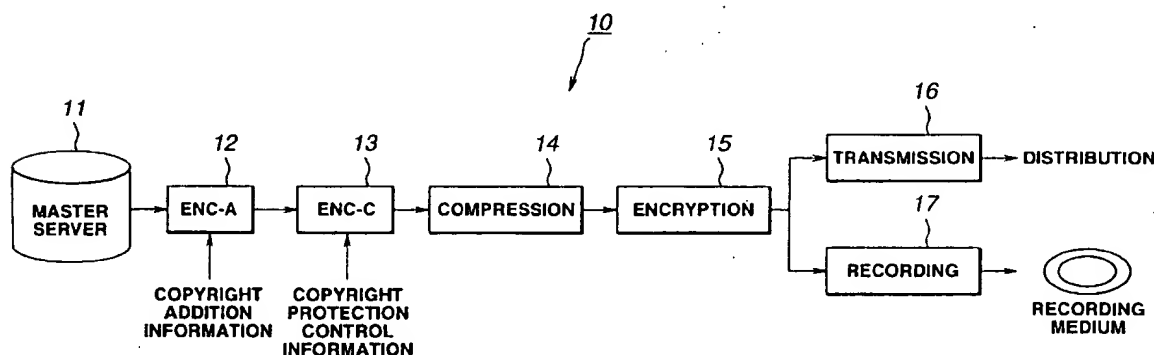 10
11
MASTER
SERVER
12
ENC-A
COPYRIGHT
ADDITION
INFORMATION
13
ENC-C
COPYRIGHT
PROTECTION
CONTROL
INFORMATION
14
COMPRESSION
15
ENCRYPTION
16
TRANSMISSION
DISTRIBUTION
17
RECORDING
RECORDING
MEDIUM